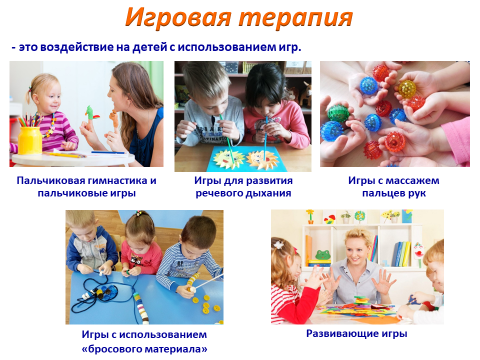 Игровая терапия
- это воздействие на детей с использованием игр.
Пальчиковая гимнастика и
пальчиковые игры
Игры для развития
речевого дыхания
Игры с массажем
пальцев рук
Игры с использованием
«бросового материала»
Развивающие игры